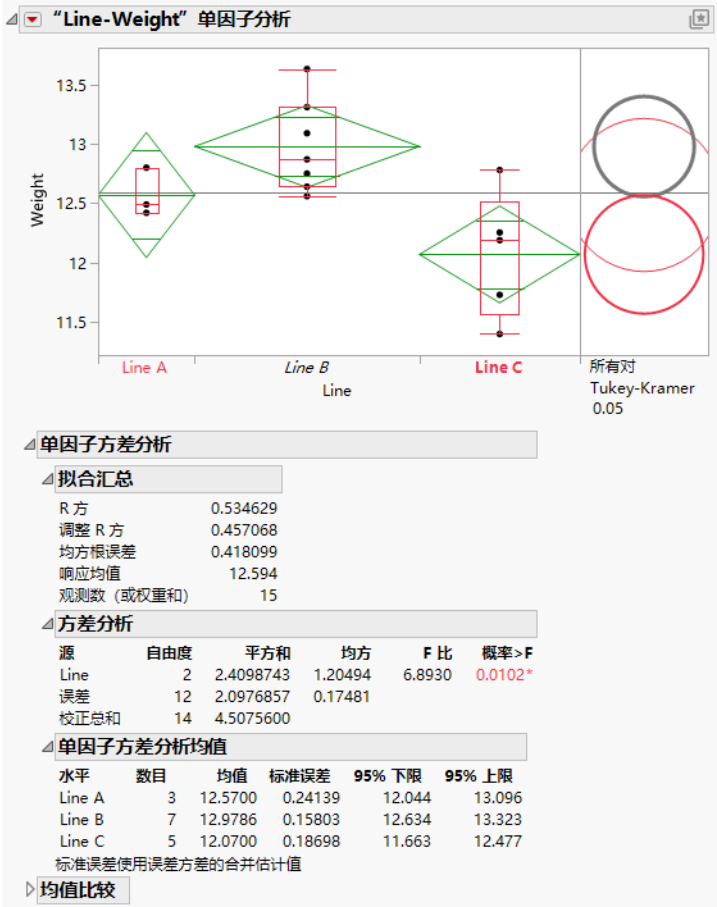 “Line-Weight”单因子分析
13.5
13
12.5
12
11.5
Weight
Line A
Line B
Line C
Line
所有对
Tukey-Kramer
0.05
单因子方差分析
拟合汇总
R 方 0.534629
调整 R 方 0.457068
均方根误差 0.418099
响应均值 12.594
观测数（或权重和） 15
方差分析
源 自由度 平方和 均方 F 比 概率>F
Line 2 2.4098743 1.20494 6.8930 0.0102*
误差 12 2.0976857 0.17481
校正总和 14 4.5075600
单因子方差分析均值
水平 数目 均值 标准误差 95% 下限 95% 上限
Line A 3 12.5700 0.24139 12.044 13.096
Line B 7 12.9786 0.15803 12.634 13.323
Line C 5 12.0700 0.18698 11.663 12.477
标准误差使用误差方差的合并估计值
均值比较